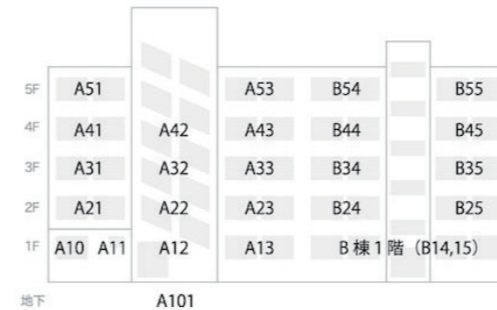 5F A51 A53 B54 B55
4F A41 A42 A43 B44 B45
3F A31 A32 A33 B34 B35
2F A21 A22 A23 B24 B25
1F A10 A11 A12 A13 B棟1階（B14,15）
地下 A101